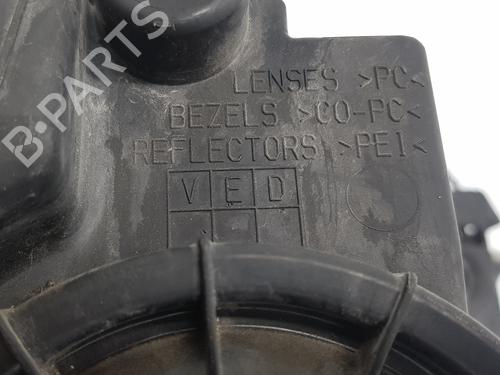 LENSES >PC<
BEZELS >CO-PC<
REFLECTORS >PEI<
V E D
B-PARTS